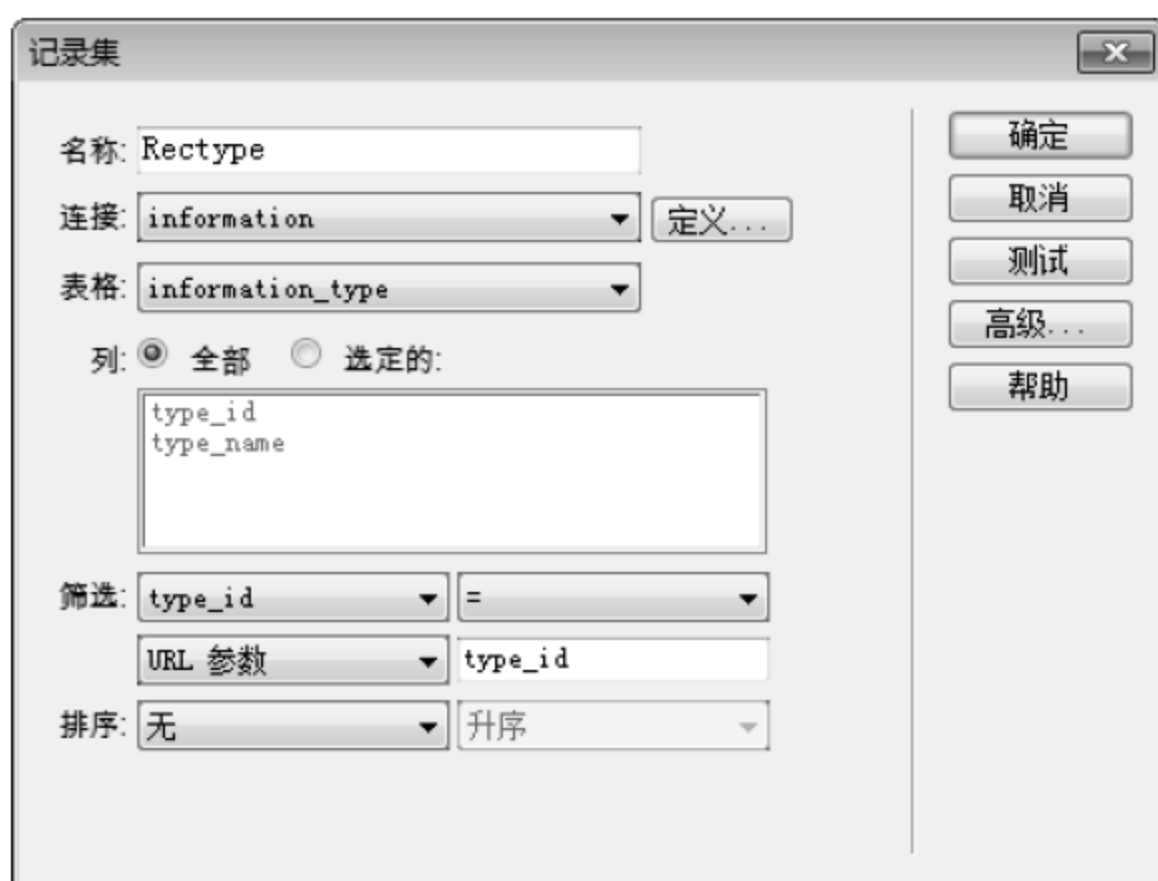 记录集
名称: Rectype
确定
连接: information 定义...
取消
表格: information_type
测试
列: 全部 选定的:
高级...
type_id
帮助
type_name
筛选: type_id =
URL 参数 type_id
排序: 无 升序